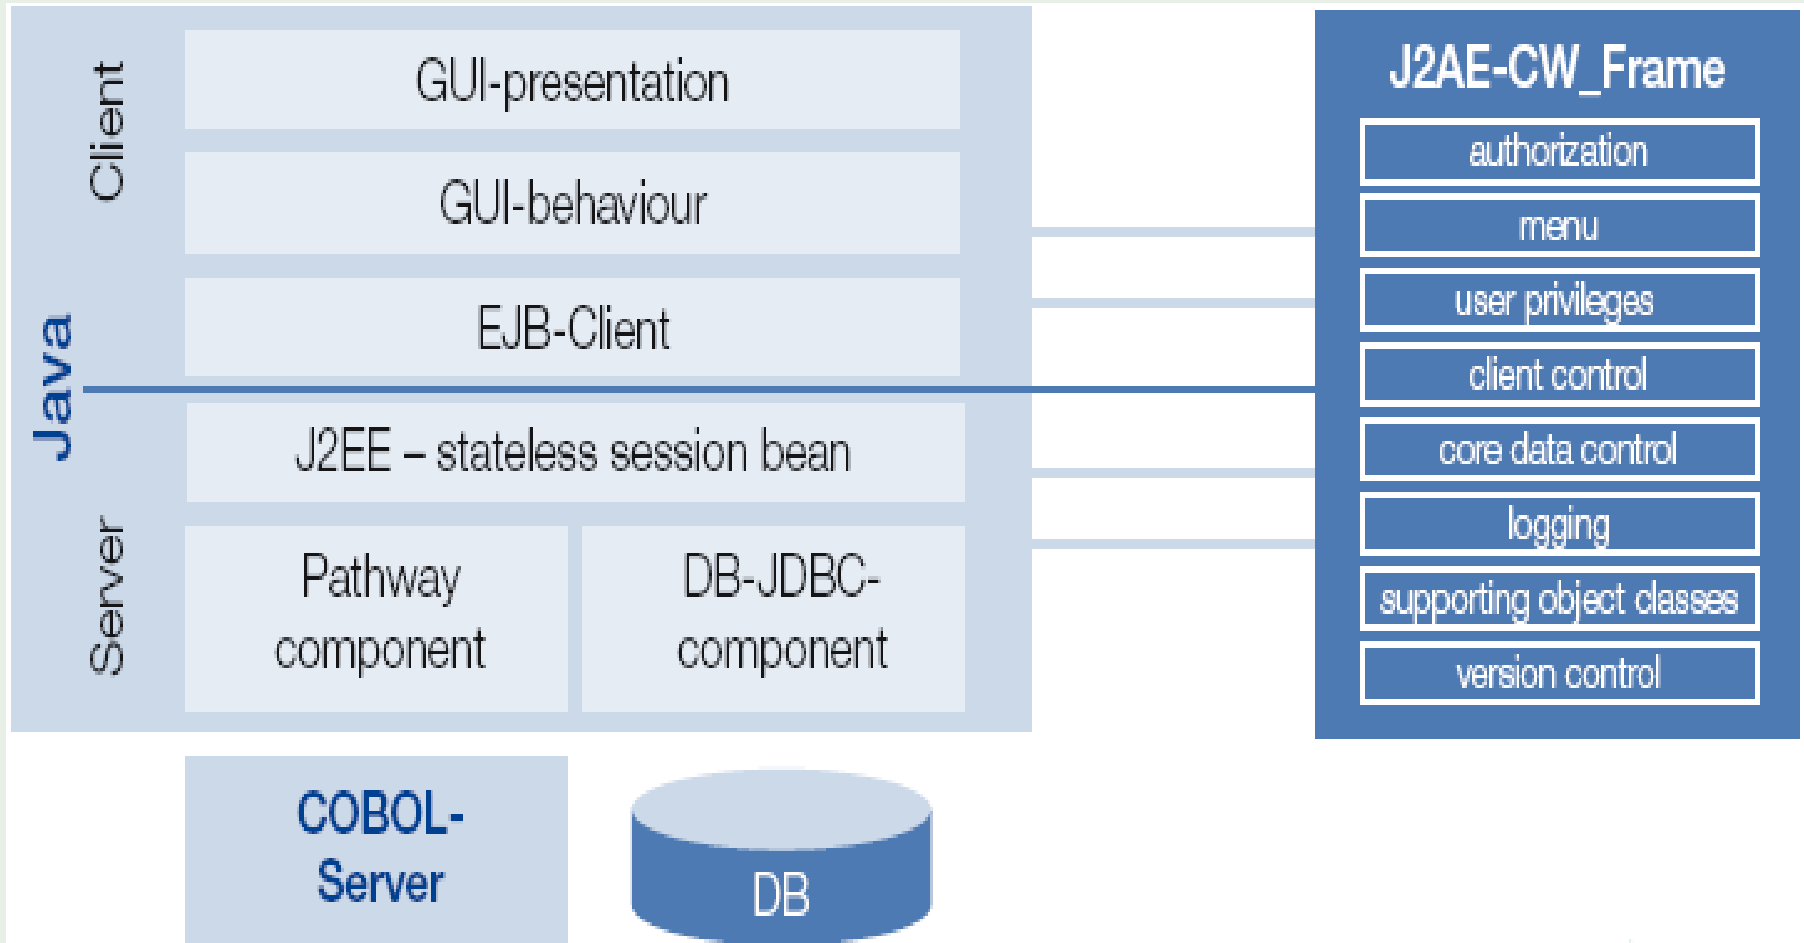 Java
Client
GUI-presentation
GUI-behaviour
EJB-Client
Server
J2EE – stateless session bean
Pathway
component
DB-JDBC-
component
COBOL-
Server
DB
J2AE-CW_Frame
authorization
menu
user privileges
client control
core data control
logging
supporting object classes
version control